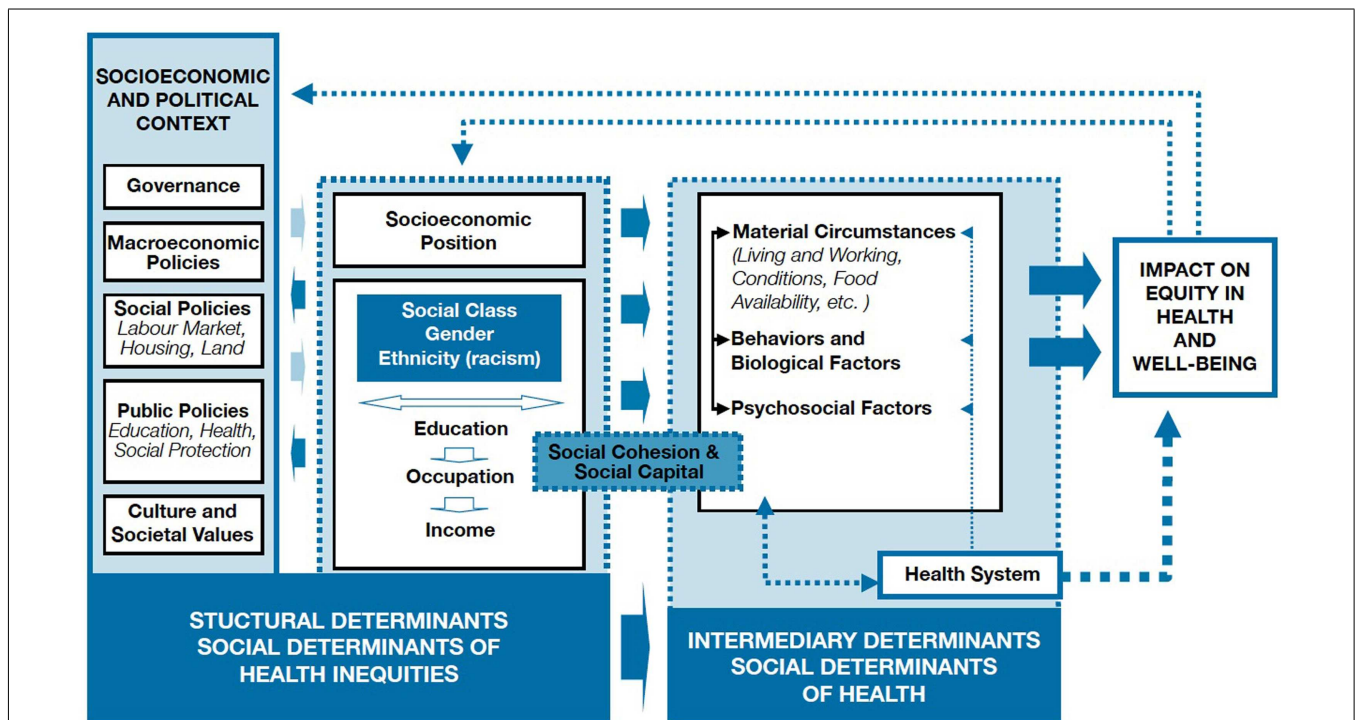 SOCIOECONOMIC
AND POLITICAL
CONTEXT
Governance
Macroeconomic
Policies
Social Policies
Labour Market,
Housing, Land
Public Policies
Education, Health,
Social Protection
Culture and
Societal Values
Socioeconomic
Position
Social Class
Gender
Ethnicity (racism)
Education
Occupation
Income
Social Cohesion &
Social Capital
Material Circumstances
(Living and Working,
Conditions, Food
Availability, etc. )
Behaviors and
Biological Factors
Psychosocial Factors
Health System
IMPACT ON
EQUITY IN
HEALTH
AND
WELL-BEING
STUCTURAL DETERMINANTS
SOCIAL DETERMINANTS OF
HEALTH INEQUITIES
INTERMEDIARY DETERMINANTS
SOCIAL DETERMINANTS
OF HEALTH